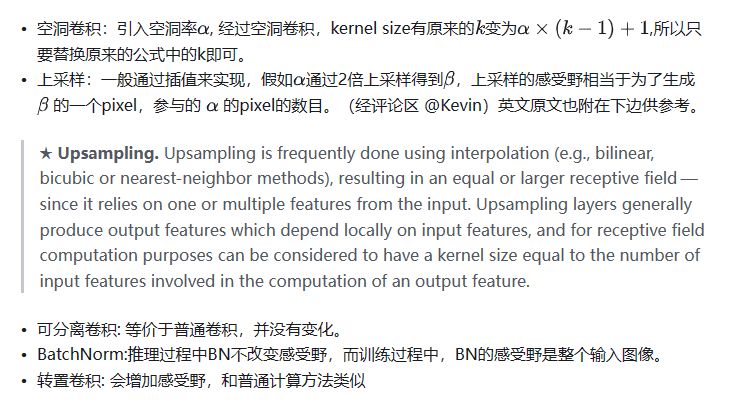 • 空洞卷积：引入空洞率α, 经过空洞卷积，kernel size有原来的k变为α × (k − 1) + 1,所以只
要替换原来的公式中的k即可。
• 上采样：一般通过插值来实现，假如α通过2倍上采样得到β，上采样的感受野相当于为了生成
β 的一个pixel，参与的 α 的pixel的数目。（经评论区 @Kevin）英文原文也附在下边供参考。
★ Upsampling. Upsampling is frequently done using interpolation (e.g., bilinear,
bicubic or nearest-neighbor methods), resulting in an equal or larger receptive field —
since it relies on one or multiple features from the input. Upsampling layers generally
produce output features which depend locally on input features, and for receptive field
computation purposes can be considered to have a kernel size equal to the number of
input features involved in the computation of an output feature.
• 可分离卷积: 等价于普通卷积，并没有变化。
• BatchNorm:推理过程中BN不改变感受野，而训练过程中，BN的感受野是整个输入图像。
• 转置卷积: 会增加感受野，和普通计算方法类似